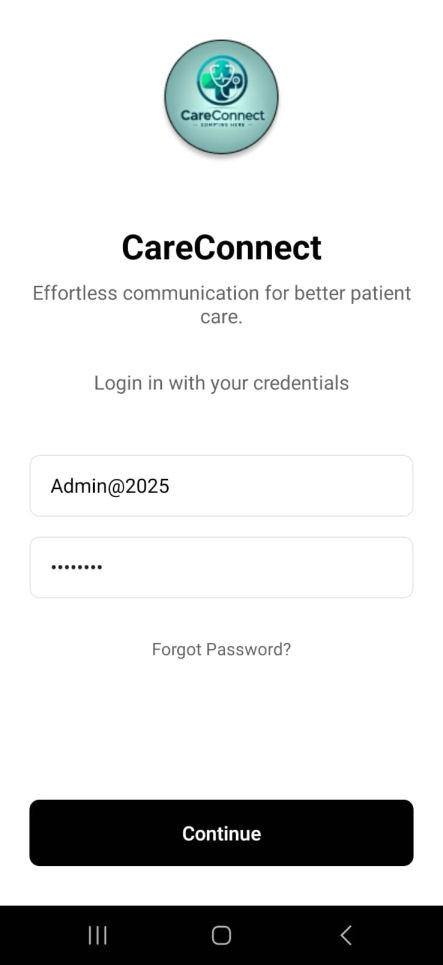 CareConnect
CareConnect
Effortless communication for better patient
care.
Login in with your credentials
Admin@2025
••••••••
Forgot Password?
Continue